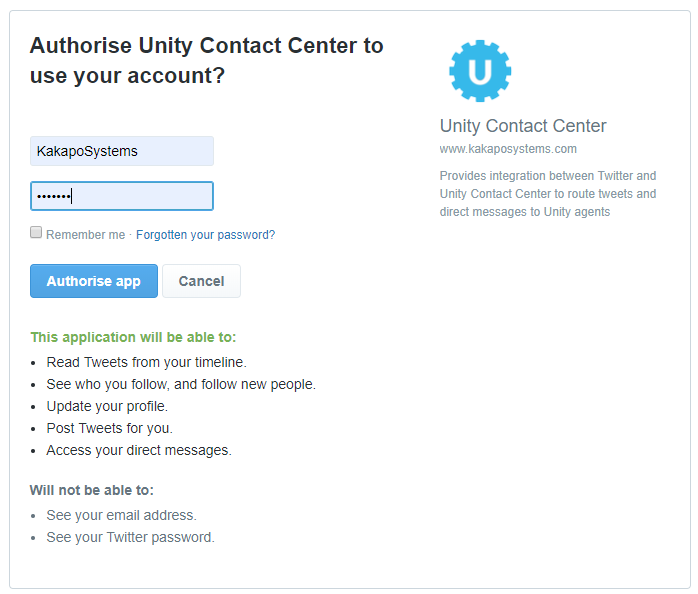 Authorise Unity Contact Center to
use your account?
KakapoSystems
•••••••
Remember me · Forgotten your password?
Authorise app
Cancel
This application will be able to:
• Read Tweets from your timeline.
• See who you follow, and follow new people.
• Update your profile.
• Post Tweets for you.
• Access your direct messages.
Will not be able to:
• See your email address.
• See your Twitter password.
U
Unity Contact Center
www.kakaposystems.com
Provides integration between Twitter and
Unity Contact Center to route tweets and
direct messages to Unity agents